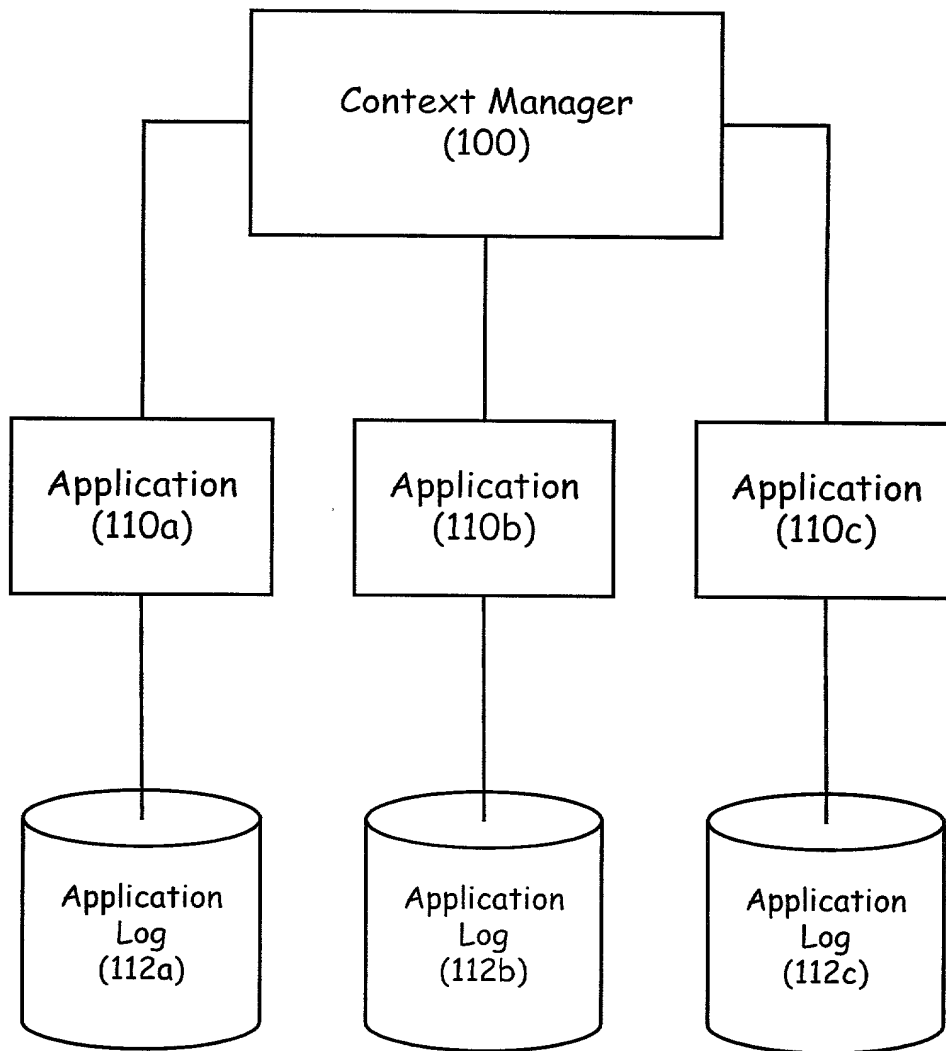 Context Manager
(100)
Application
(110a)
Application
(110b)
Application
(110c)
Application
Log
(112a)
Application
Log
(112b)
Application
Log
(112c)